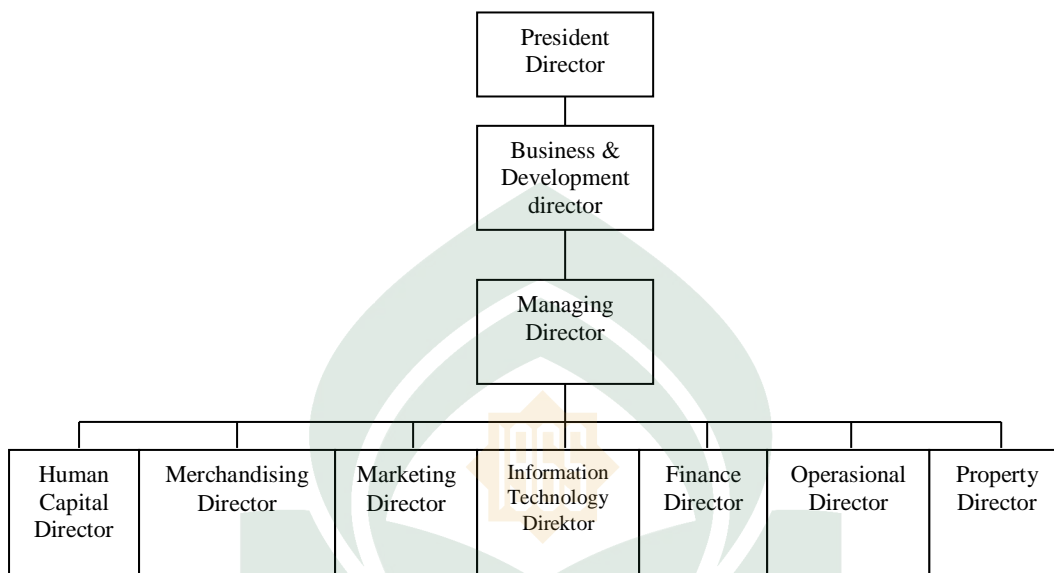 President
Director
Business &
Development
director
Managing
Director
Human
Capital
Director
Merchandising
Director
Marketing
Director
Information
Technology
Direktor
Finance
Director
Operasional
Director
Property
Director